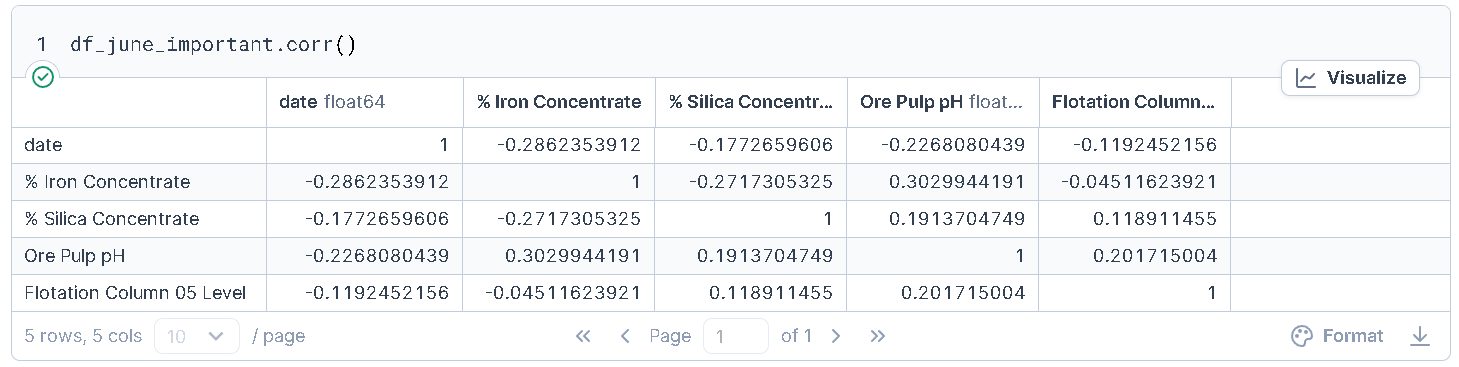 1 df_june_important.corr()
Visualize
date float64 % Iron Concentrate % Silica Concentr... Ore Pulp pH float... Flotation Column...
date 1 -0.2862353912 -0.1772659606 -0.2268080439 -0.1192452156
% Iron Concentrate -0.2862353912 1 -0.2717305325 0.3029944191 -0.04511623921
% Silica Concentrate -0.1772659606 -0.2717305325 1 0.1913704749 0.118911455
Ore Pulp pH -0.2268080439 0.3029944191 0.1913704749 1 0.201715004
Flotation Column 05 Level -0.1192452156 -0.04511623921 0.118911455 0.201715004 1
5 rows, 5 cols 10 / page « ‹ Page 1 of 1 › » Format